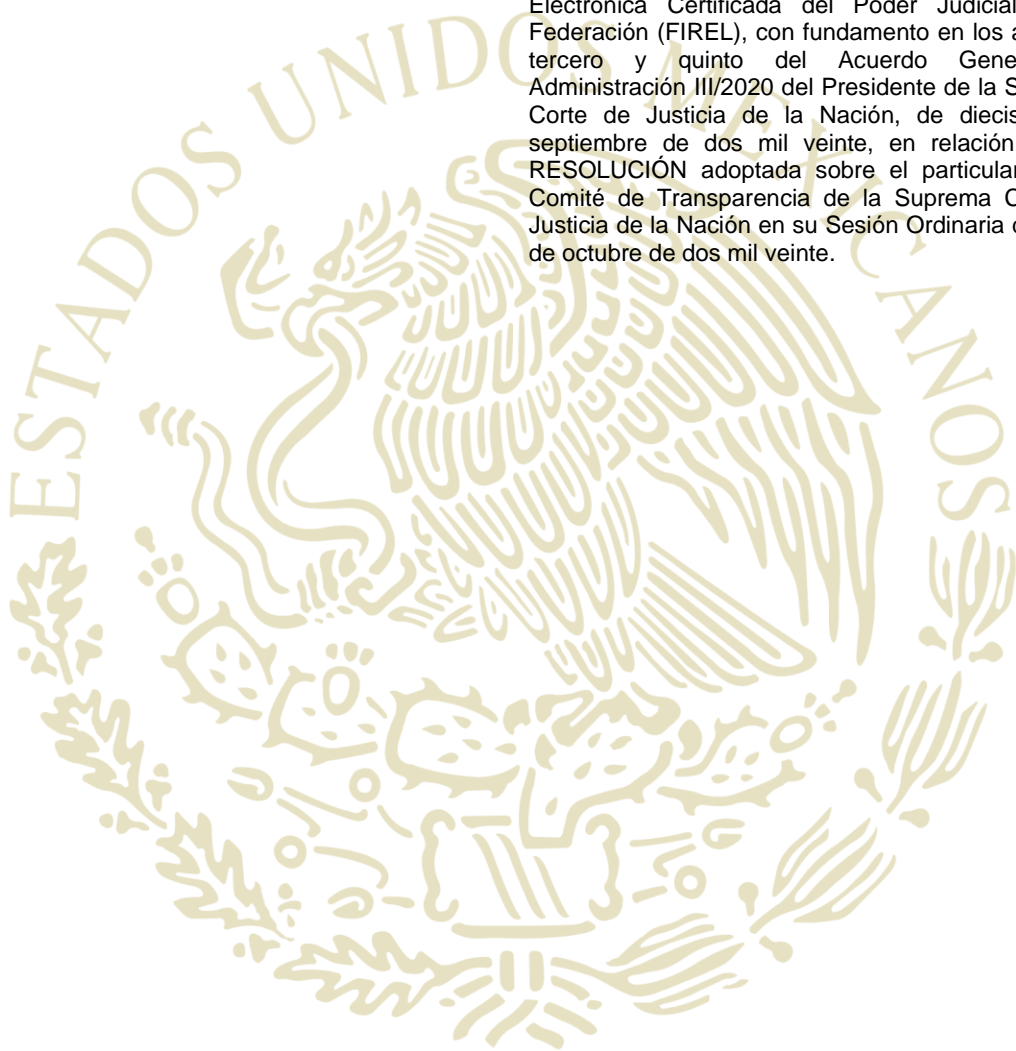 Electrónica Certificada del Poder Judicial
Federación (FIREL), con fundamento en los
tercero y quinto del Acuerdo
Administración III/2020 del Presidente de la
Corte de Justicia de la Nación, de
septiembre de dos mil veinte, en relación
RESOLUCIÓN adoptada sobre el particular
Comité de Transparencia de la Suprema
Justicia de la Nación en su Sesión Ordinaria
de octubre de dos mil veinte.
ESTADOS UNIDOS MEXICANOS